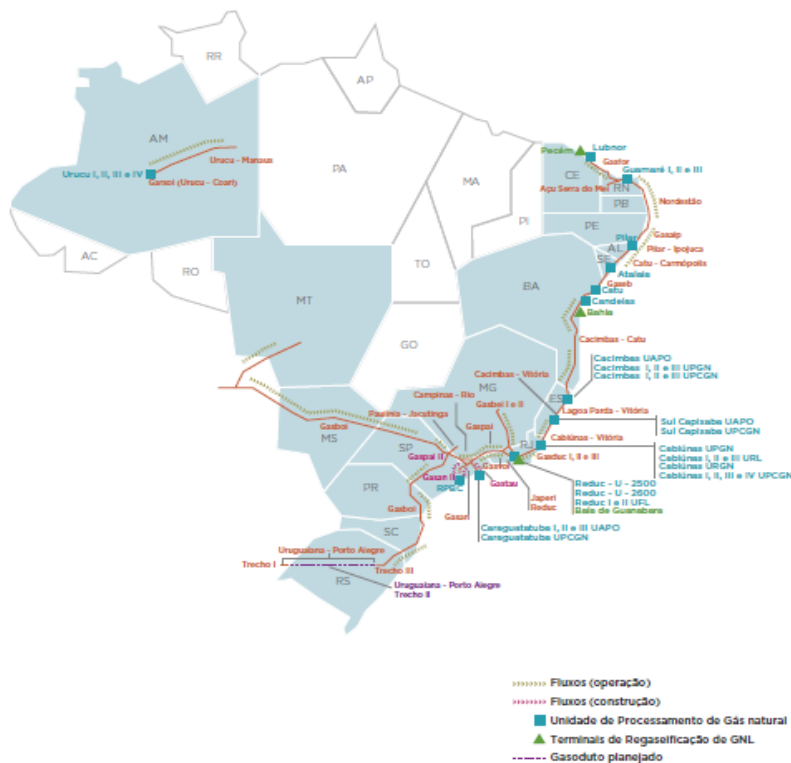 RR
AP
AM
Urucu - Manaus
Urucu I, II, III e IV
Garsol (Urucu - Coari)
PA
MA
Pecém
Lubnor
Gasfor
Guamaré I, II e III
CE
RN
Açu Serra do Mel
PB
Nordestão
PI
PE
Gasalp
Pilar
AL
Pilar - Ipojuca
SE
Catu - Carmópolis
Atalaia
Gaseb
AC
RO
TO
BA
Catu
Candeias
Bahia
MT
GO
Cacimbas - Catu
Cacimbas UAPO
Cacimbas I, II e III UPGN
Cacimbas I, II e III UPCGN
Cacimbas - Vitória
MG
ES
Campinas - Rio
Gasbel I e II
Lagoa Parda - Vitória
Paulínia - Jacutinga
Sul Capixaba UAPO
Sul Capixaba UPCGN
Gasbol
Gaspal
MS
SP
RJ
Cabiúnas - Vitória
Cabiúnas UPGN
Cabiúnas I, II e III URL
Cabiúnas URGN
Cabiúnas I, II, III e IV UPCGN
Gaspal II
Gasduc I, II e III
Gasan II
Gastau
RPBC
PR
Reduc - U - 2500
Reduc - U - 2600
Reduc I e II UFL
Baía de Guanabara
Japeri
Reduc
Gasbol
Gasan
SC
Caraguatatuba I, II e III UAPO
Caraguatatuba UPCGN
Uruguaiana - Porto Alegre
Trecho I
Trecho III
RS
Uruguaiana - Porto Alegre
Trecho II
Fluxos (operação)
Fluxos (construção)
Unidade de Processamento de Gás natural
Terminais de Regaseificação de GNL
Gasoduto planejado